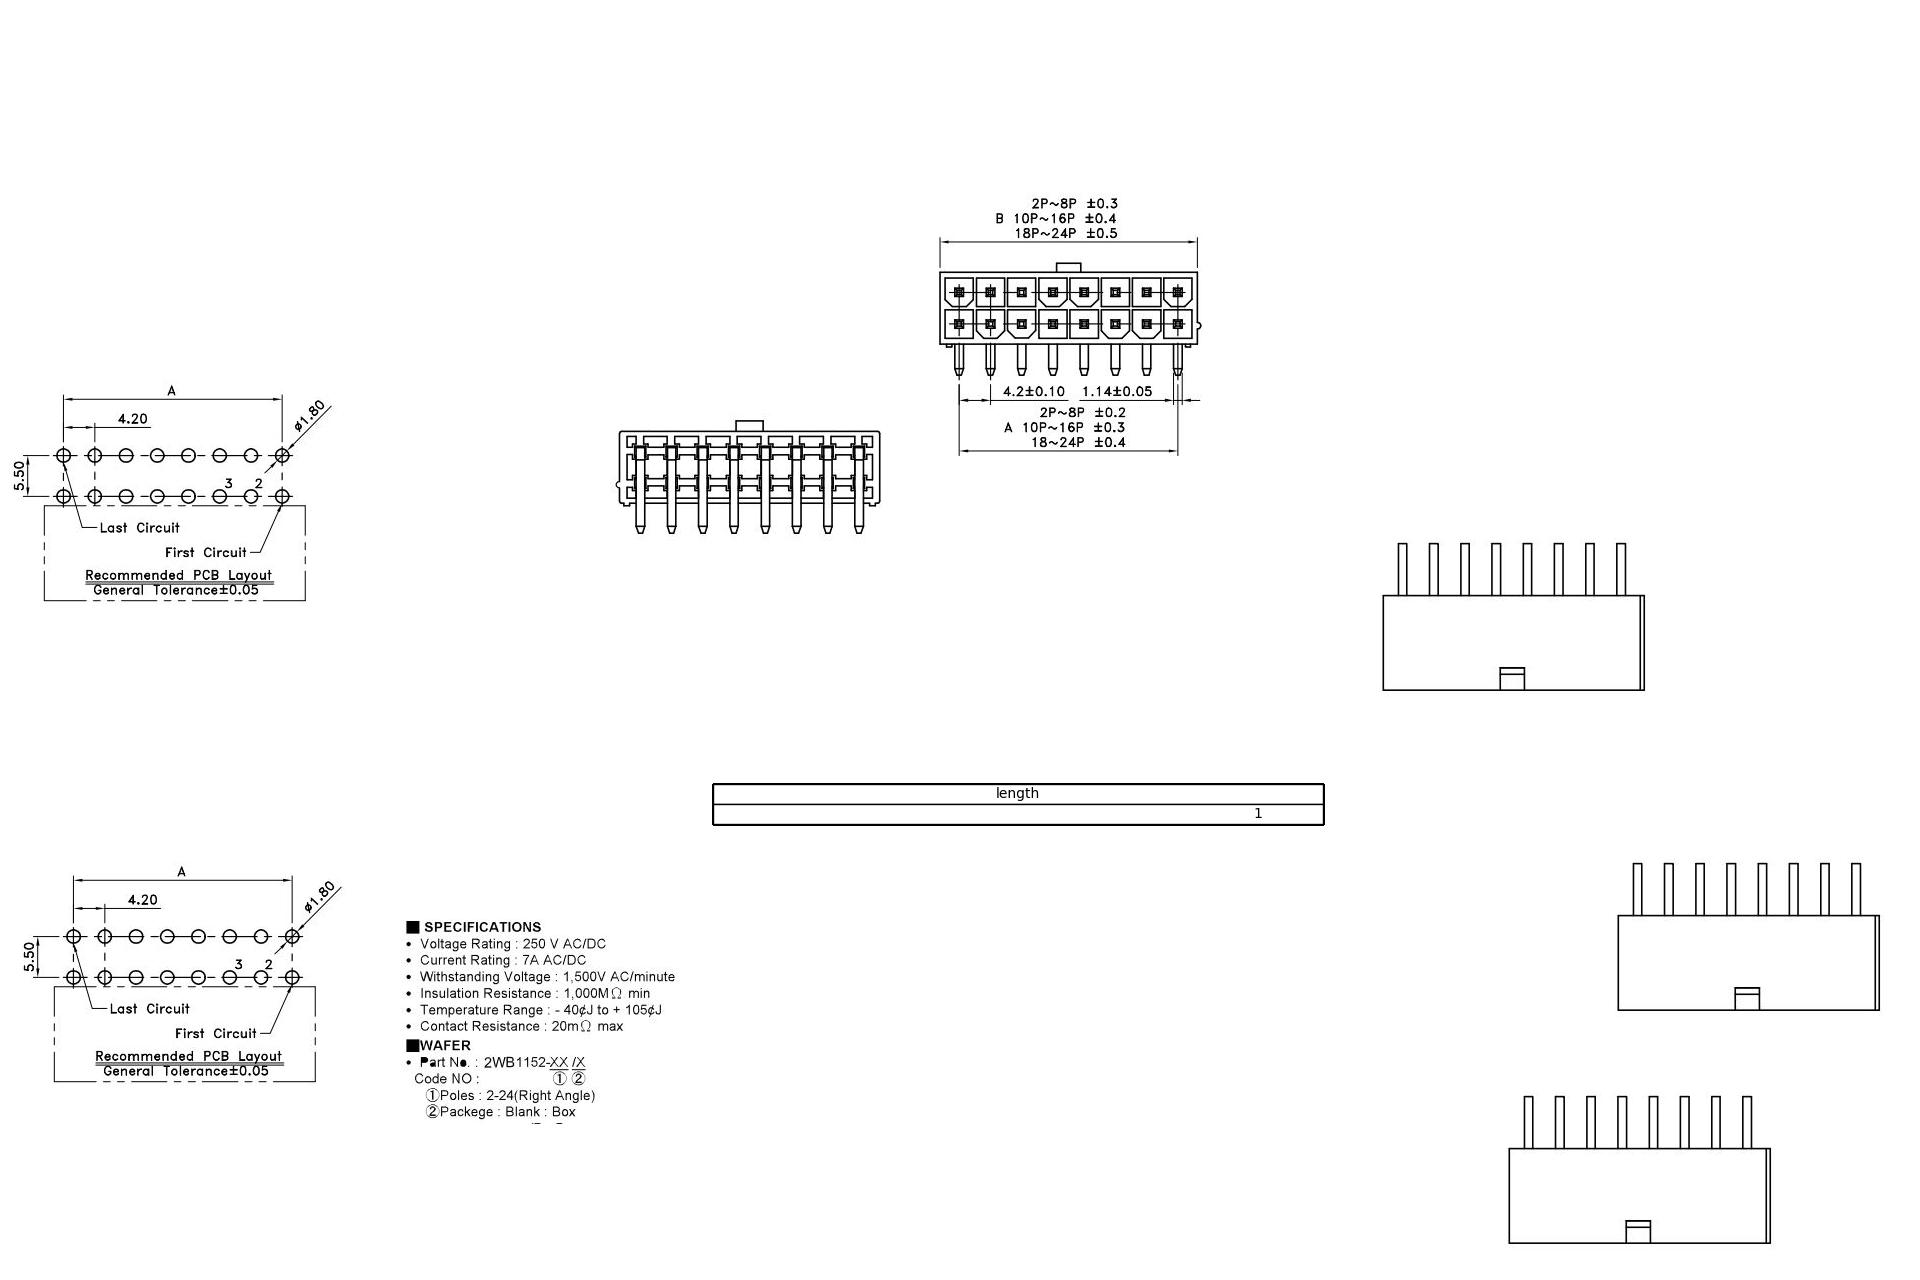 2P~8P ±0.3
B 10P~16P ±0.4
18P~24P ±0.5
4.2±0.10 1.14±0.05
2P~8P ±0.2
A 10P~16P ±0.3
18~24P ±0.4
A
4.20
ø1.80
5.50
3 2
Last Circuit
First Circuit
Recommended PCB Layout
General Tolerance±0.05
length
1
A
4.20
ø1.80
5.50
3 2
Last Circuit
First Circuit
Recommended PCB Layout
General Tolerance±0.05
■ SPECIFICATIONS
• Voltage Rating : 250 V AC/DC
• Current Rating : 7A AC/DC
• Withstanding Voltage : 1,500V AC/minute
• Insulation Resistance : 1,000MΩ min
• Temperature Range : - 40¢J to + 105¢J
• Contact Resistance : 20mΩ max
■WAFER
• Part No. : 2WB1152-XX /X
Code NO : ① ②
①Poles : 2-24(Right Angle)
②Packege : Blank : Box